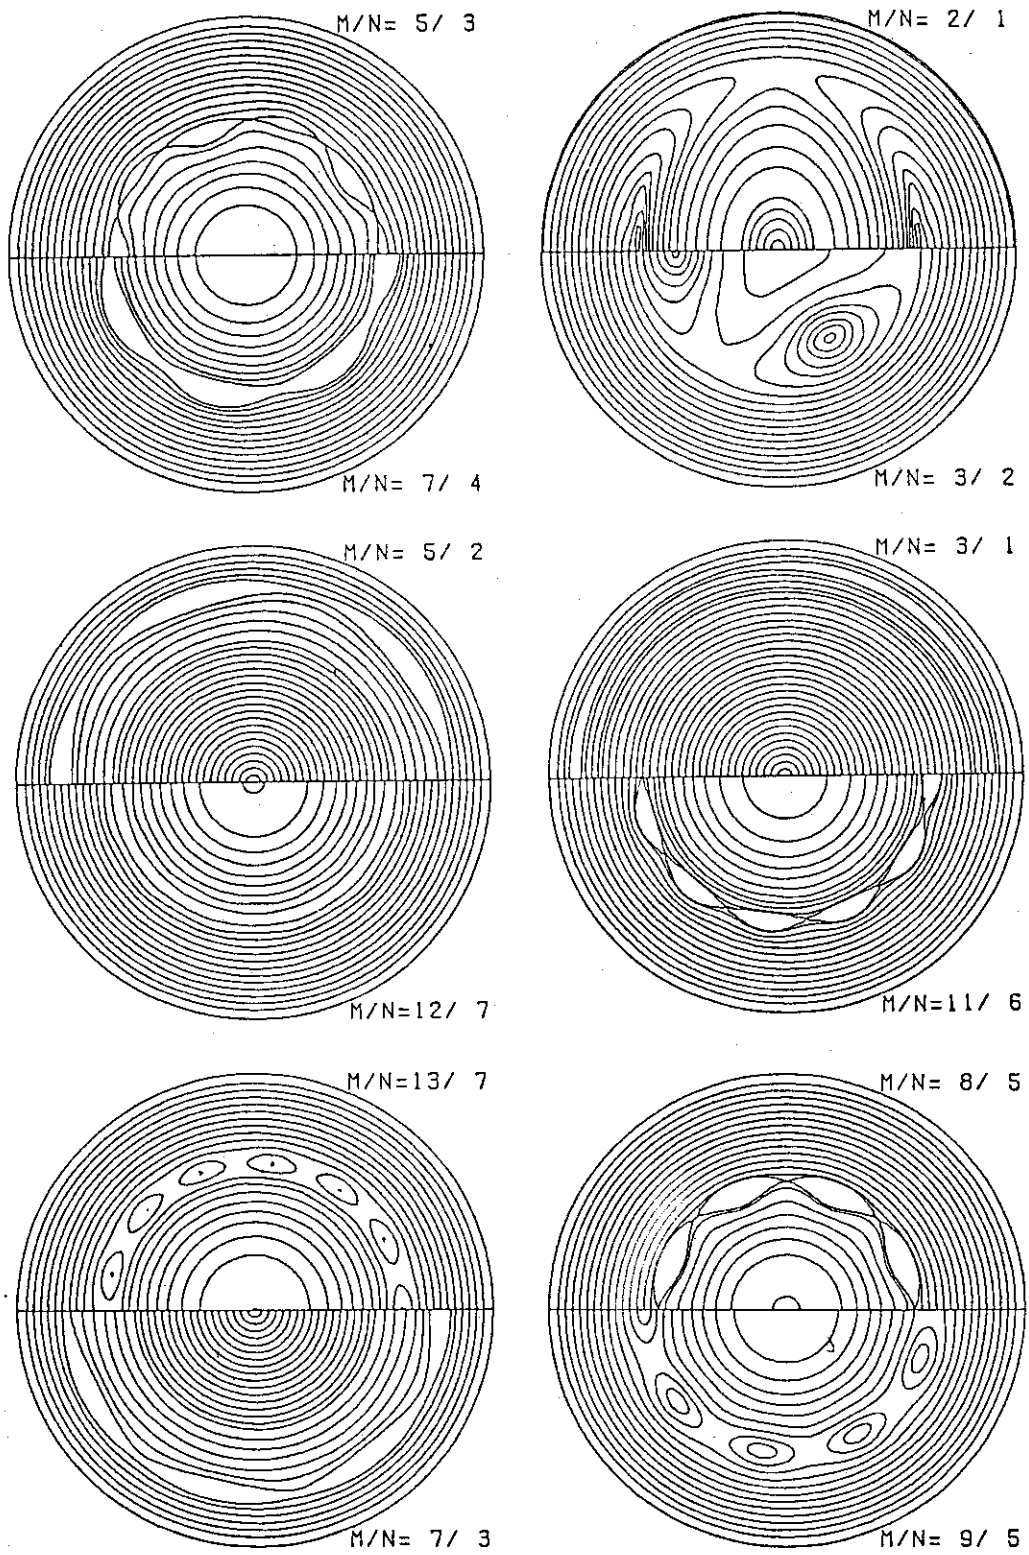 M/N= 5/ 3
M/N= 2/ 1
M/N= 7/ 4
M/N= 3/ 2
M/N= 5/ 2
M/N= 3/ 1
M/N=12/ 7
M/N=11/ 6
M/N=13/ 7
M/N= 8/ 5
M/N= 7/ 3
M/N= 9/ 5